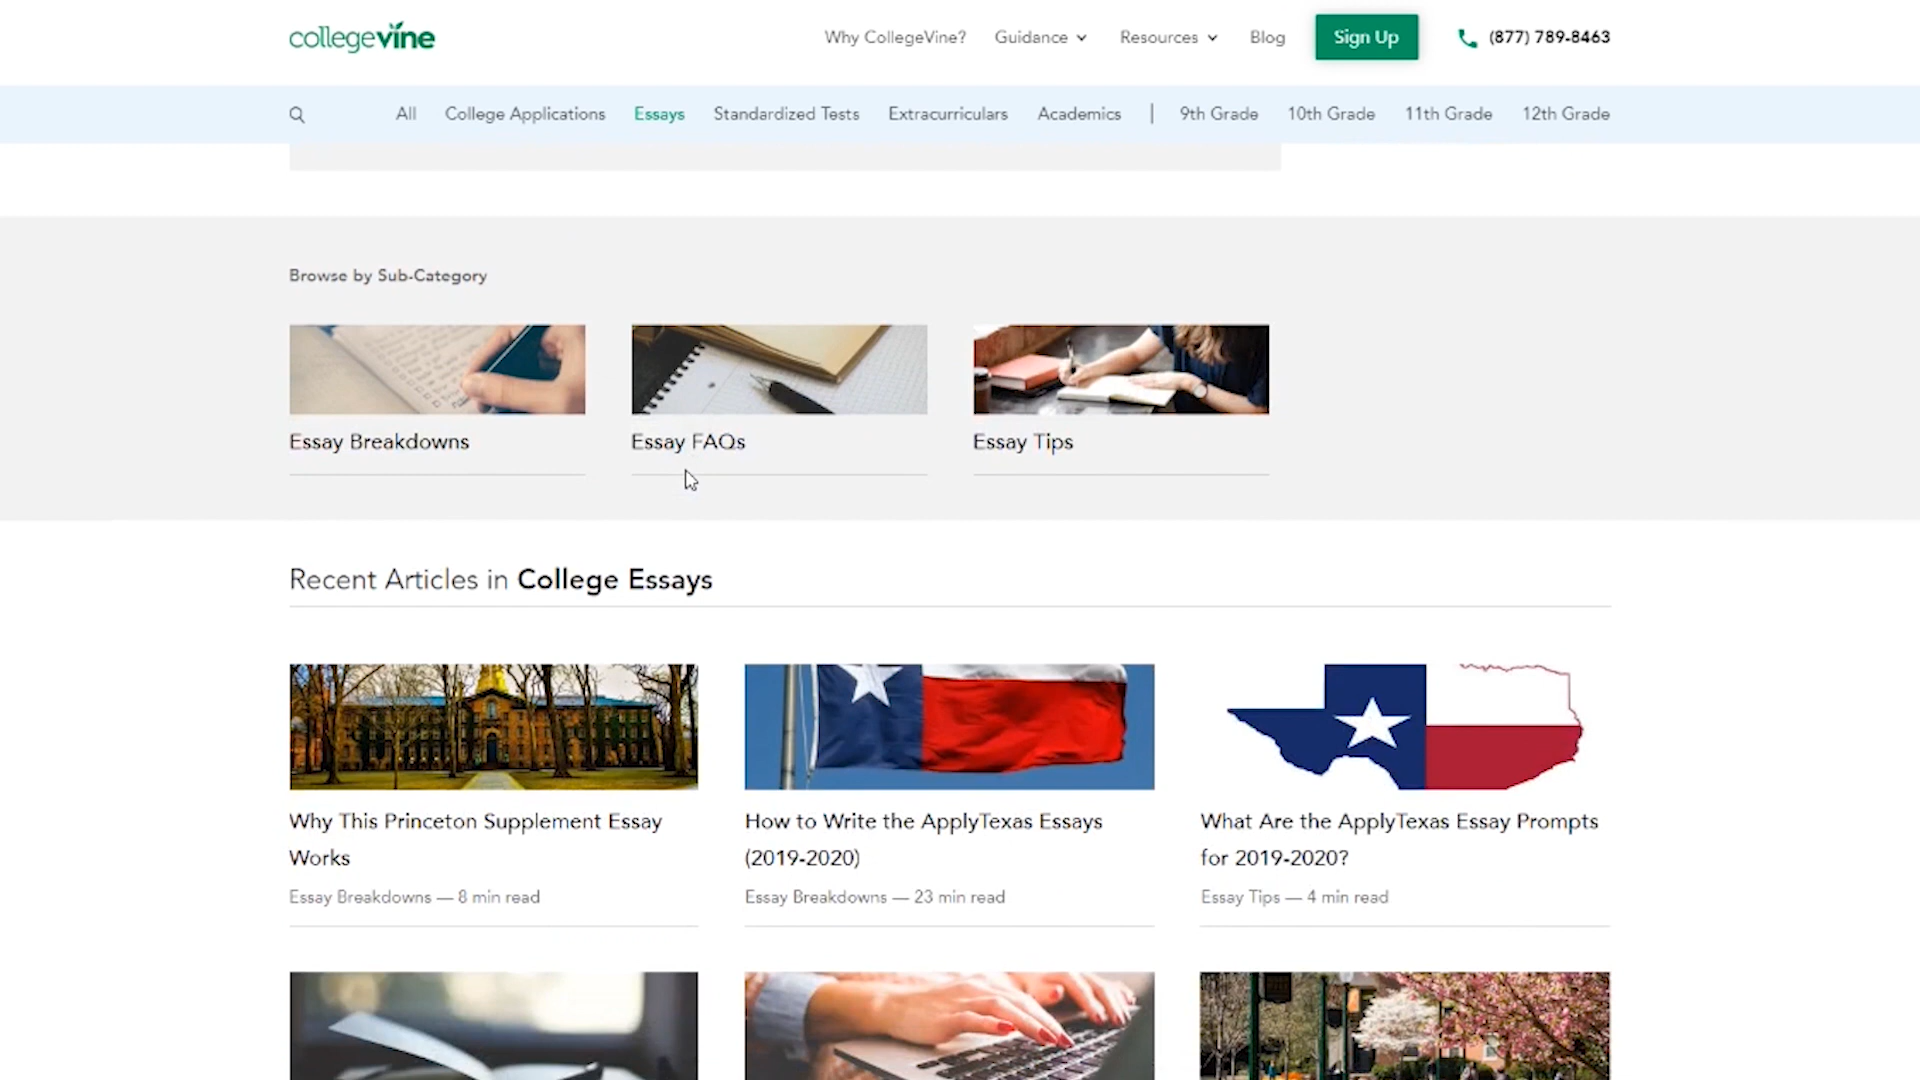 collegevine
Why CollegeVine?
Guidance
Resources
Blog
Sign Up
(877) 789-8463
All
College Applications
Essays
Standardized Tests
Extracurriculars
Academics
|
9th Grade
10th Grade
11th Grade
12th Grade
Browse by Sub-Category
Essay Breakdowns
Essay FAQs
Essay Tips
Recent Articles in College Essays
Why This Princeton Supplement Essay
Works
Essay Breakdowns — 8 min read
How to Write the ApplyTexas Essays
(2019-2020)
Essay Breakdowns — 23 min read
What Are the ApplyTexas Essay Prompts
for 2019-2020?
Essay Tips — 4 min read